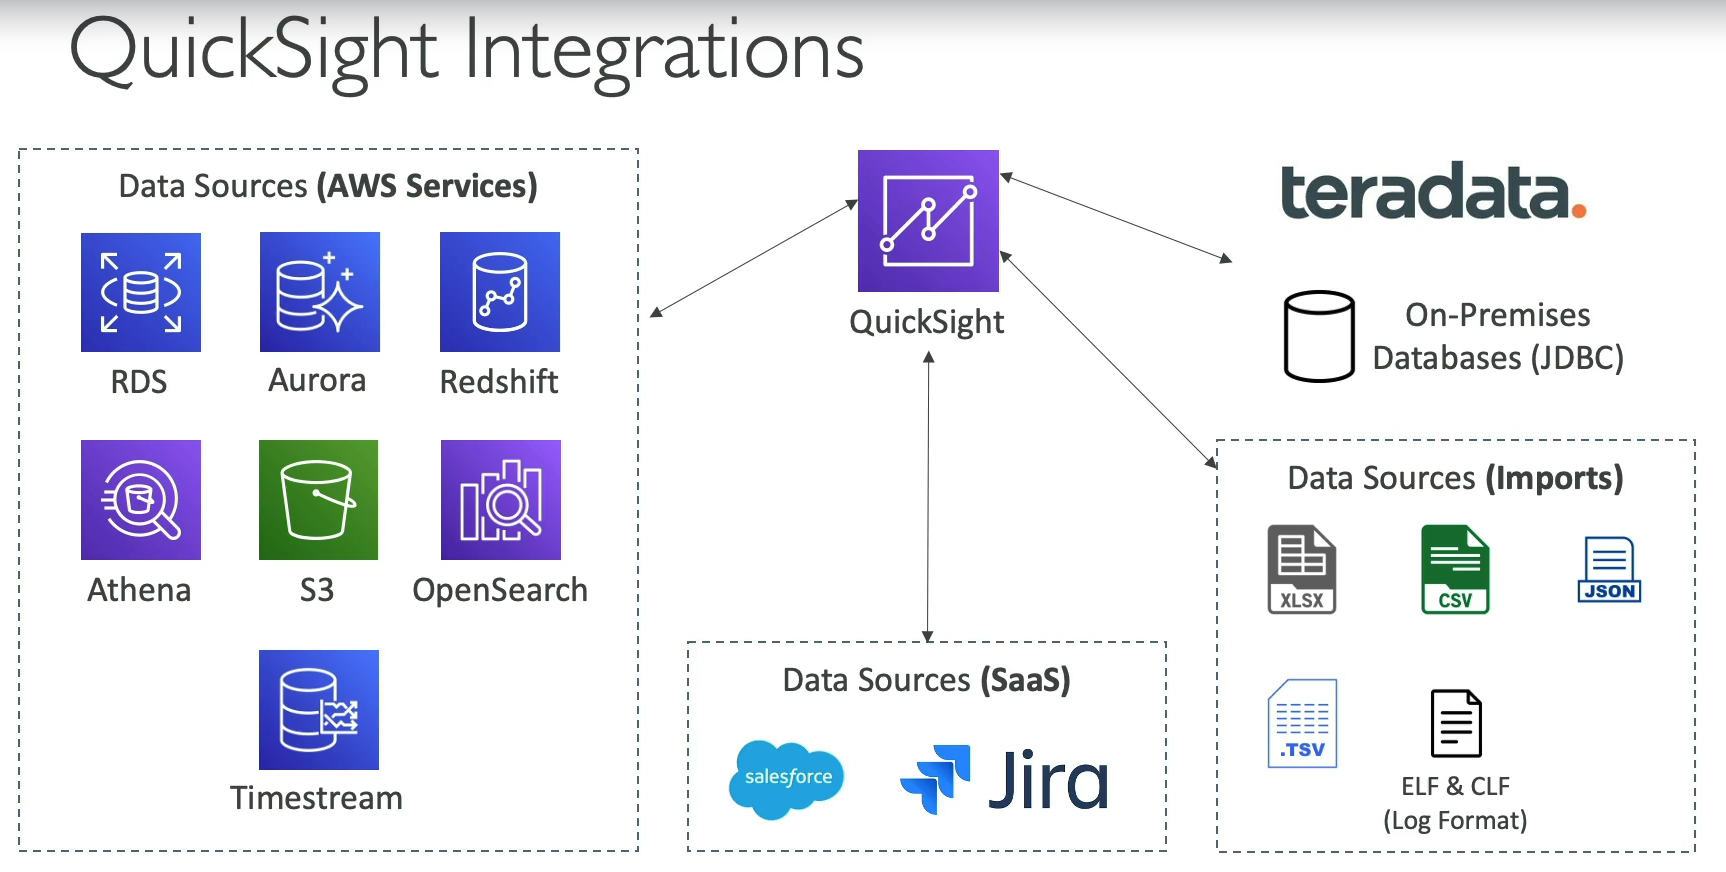 QuickSight Integrations
Data Sources (AWS Services)
RDS
Aurora
Redshift
Athena
S3
OpenSearch
Timestream
QuickSight
teradata.
On-Premises
Databases (JDBC)
Data Sources (SaaS)
salesforce
Jira
Data Sources (Imports)
XLSX
CSV
JSON
.TSV
ELF & CLF
(Log Format)